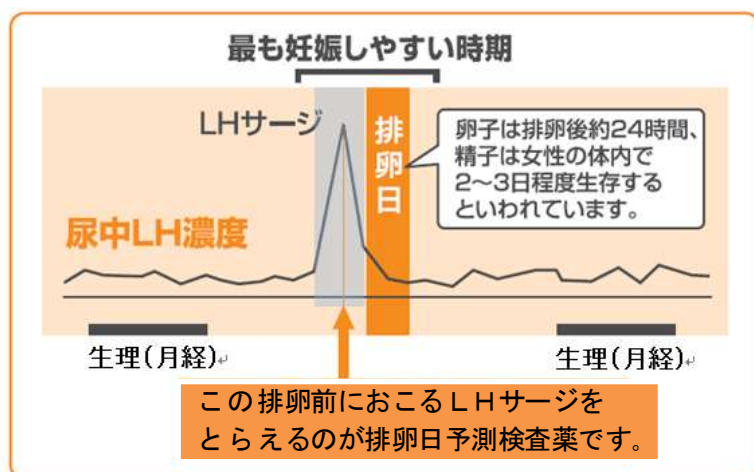 最も妊娠しやすい時期
LHサージ
排卵日
卵子は排卵後約24時間、
精子は女性の体内で
2〜3日程度生存する
といわれています。
尿中LH濃度
生理(月経)↵
生理(月経)↵
この排卵前におこるＬＨサージを
とらえるのが排卵日予測検査薬です。